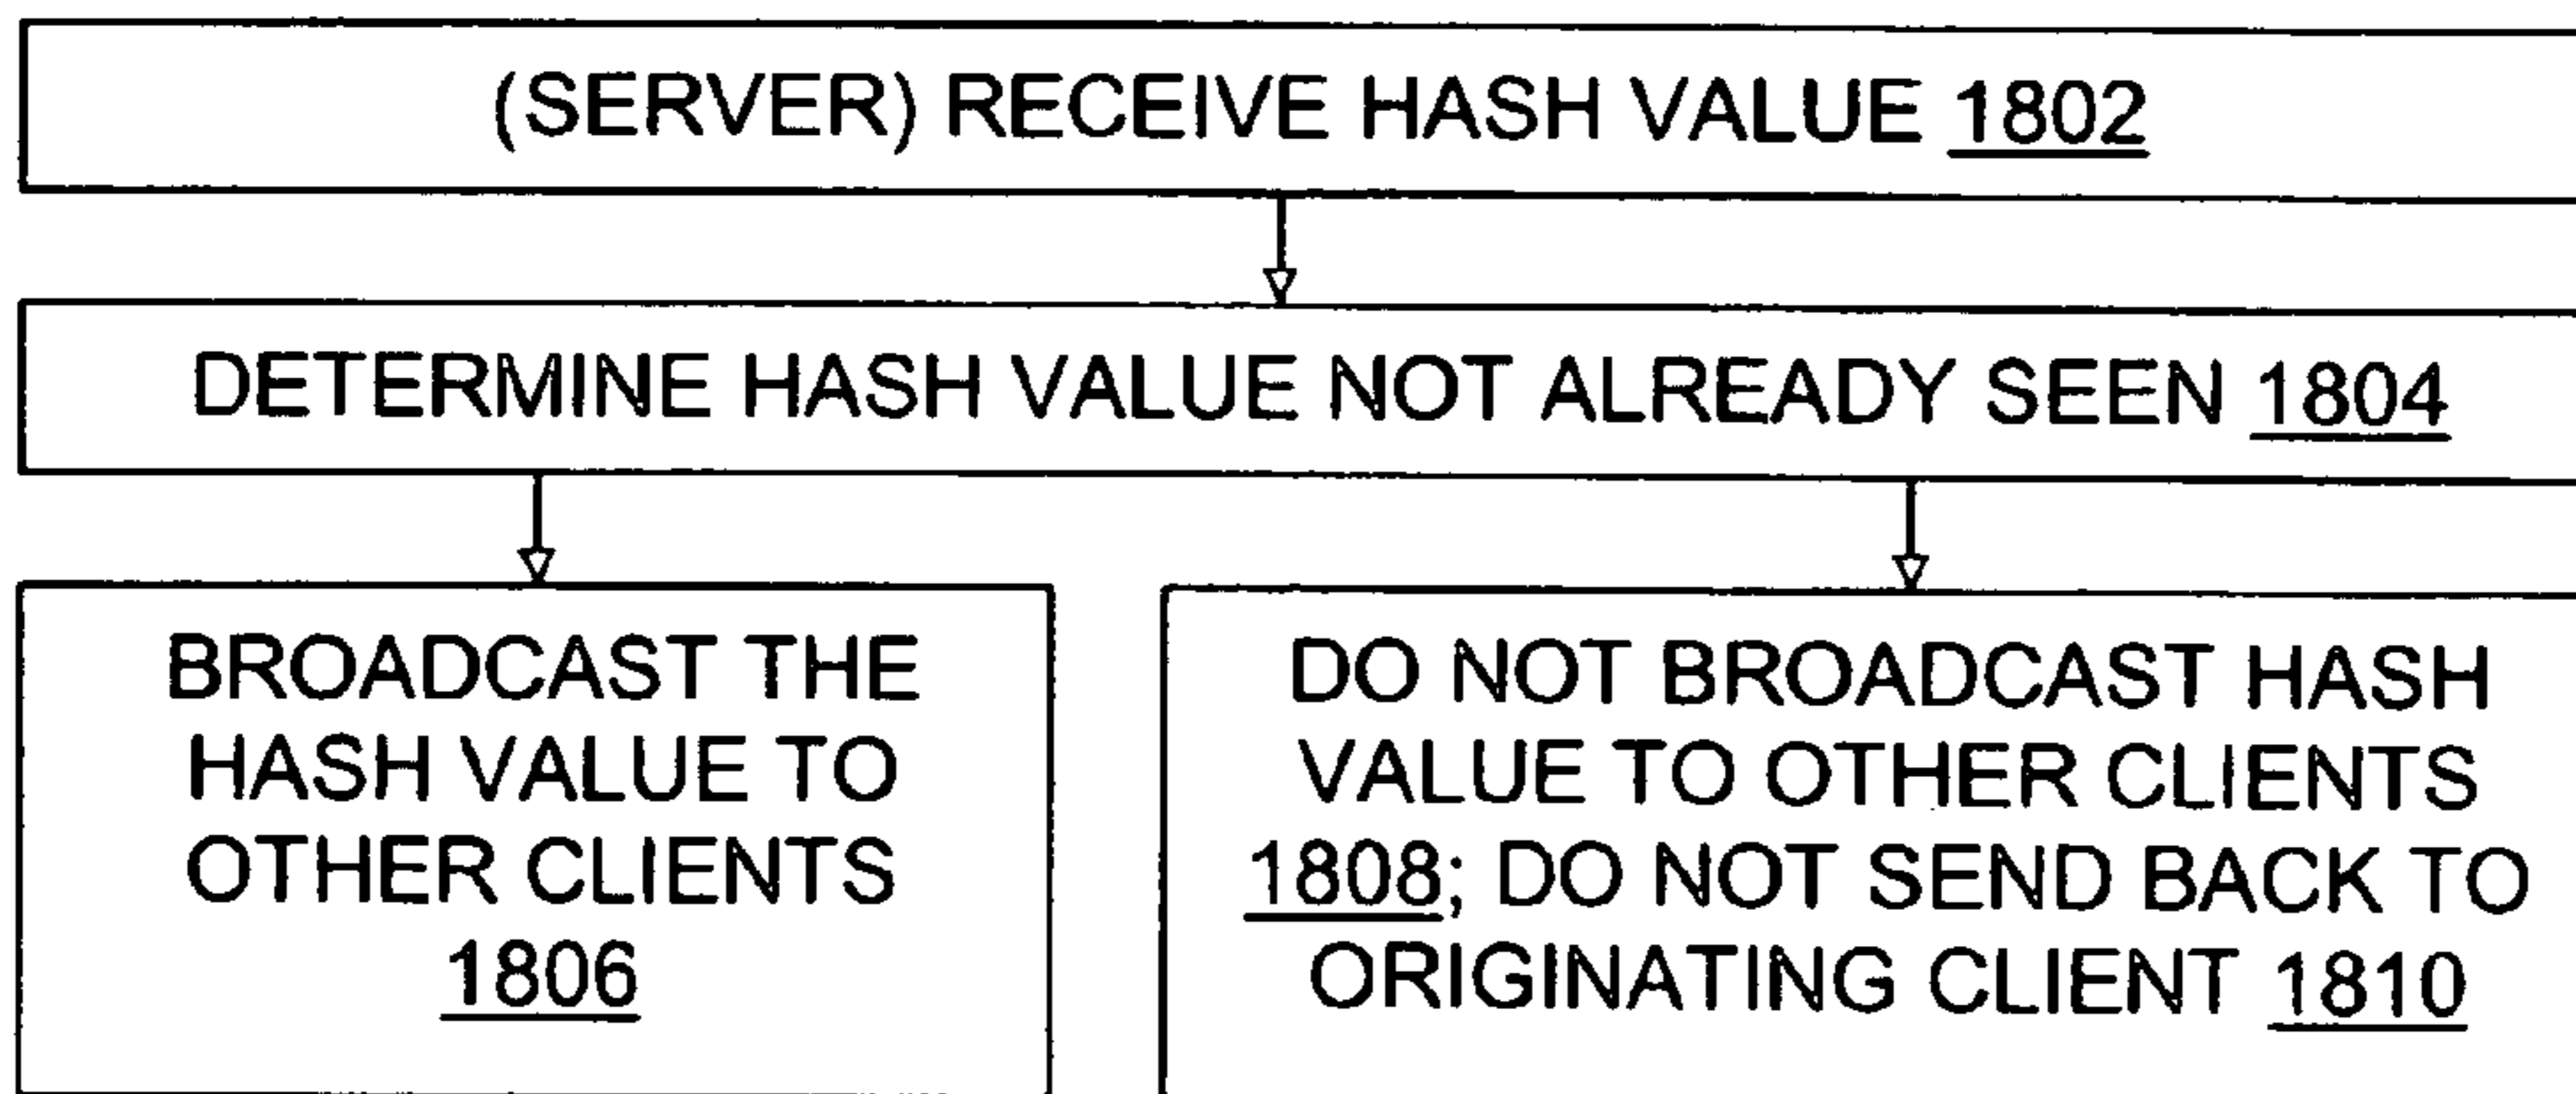 (SERVER) RECEIVE HASH VALUE 1802
DETERMINE HASH VALUE NOT ALREADY SEEN 1804
BROADCAST THE
HASH VALUE TO
OTHER CLIENTS
1806
DO NOT BROADCAST HASH
VALUE TO OTHER CLIENTS
1808; DO NOT SEND BACK TO
ORIGINATING CLIENT 1810